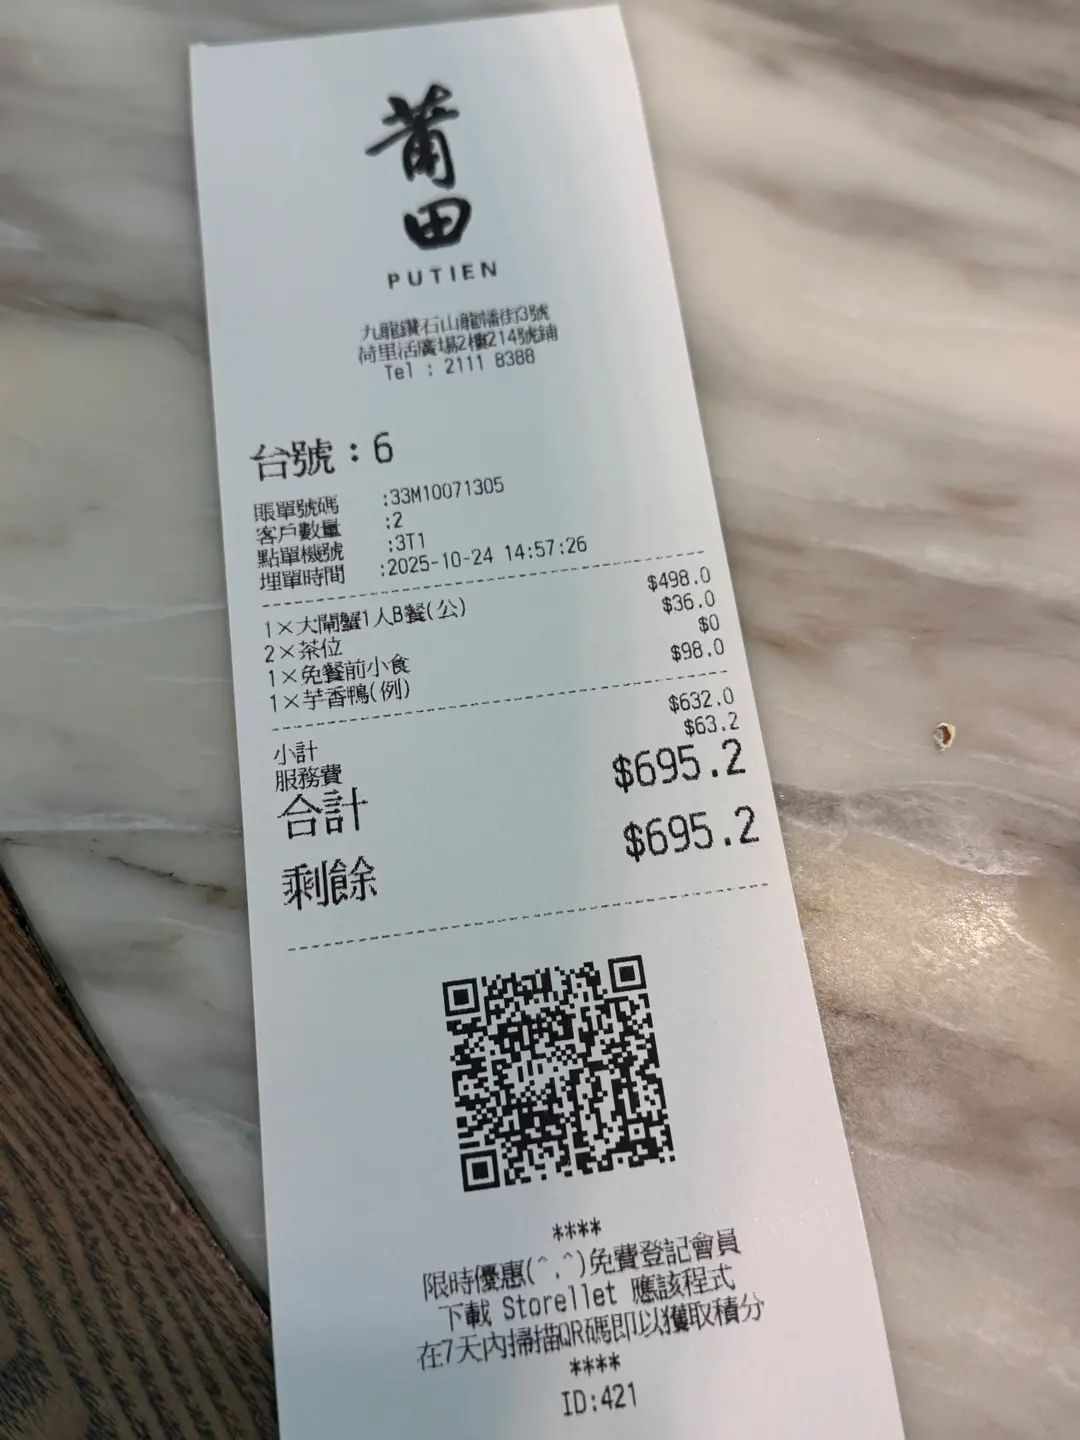 莆田
PUTIEN
九龍鑽石山龍蟠街3號
荷里活廣場2樓214號鋪
Tel : 2111 8388
台號：6
賬單號碼 :33M10071305
客戶數量 :2
點單機號 :3T1
埋單時間 :2025-10-24 14:57:26
1×大閘蟹1人B餐(公) $498.0
2×茶位 $36.0
1×免餐前小食 $0
1×芋香鴨(例) $98.0
小計 $632.0
服務費 $63.2
合計 $695.2
剩餘 $695.2
****
限時優惠(^.^)免費登記會員
下載 Storellet 應該程式
在7天內掃描QR碼即以獲取積分
****
ID:421